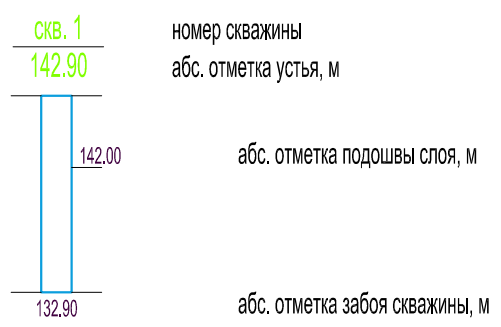 скв. 1 номер скважины
142.90 абс. отметка устья, м
142.00 абс. отметка подошвы слоя, м
132.90 абс. отметка забоя скважины, м